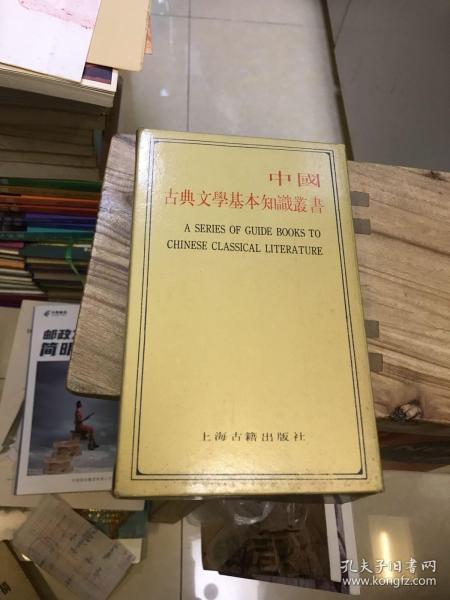 中國
古典文學基本知識叢書
A SERIES OF GUIDE BOOKS TO
CHINESE CLASSICAL LITERATURE
上海古籍出版社
邮政
简明
孔夫子旧书网
www.kongfz.com